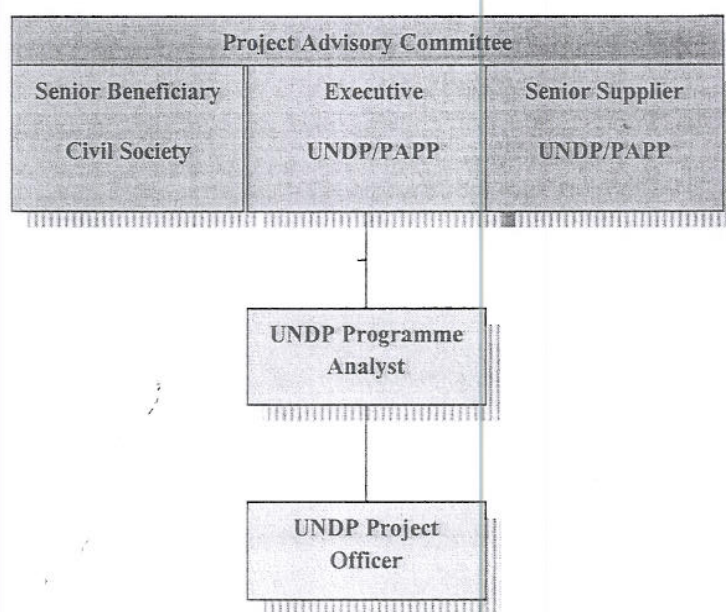 Project Advisory Committee
Senior Beneficiary
Civil Society
Executive
UNDP/PAPP
Senior Supplier
UNDP/PAPP
UNDP Programme
Analyst
UNDP Project
Officer